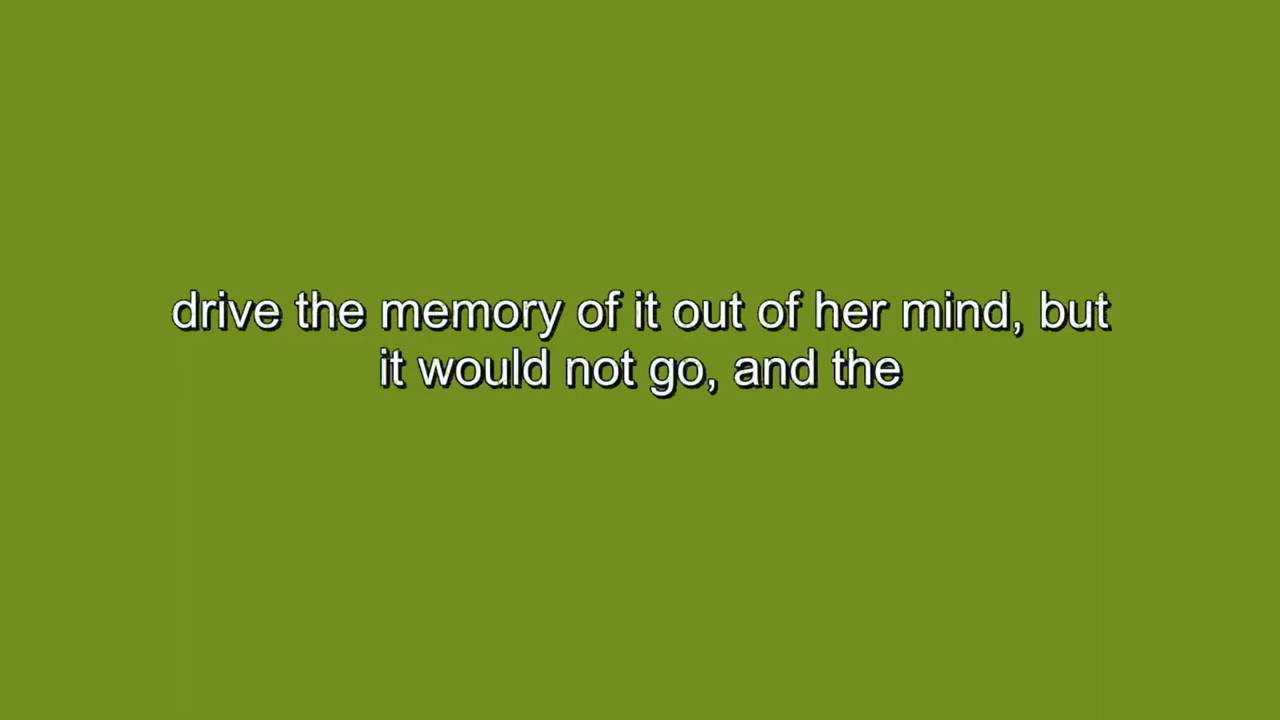 drive the memory of it out of her mind, but
it would not go, and the